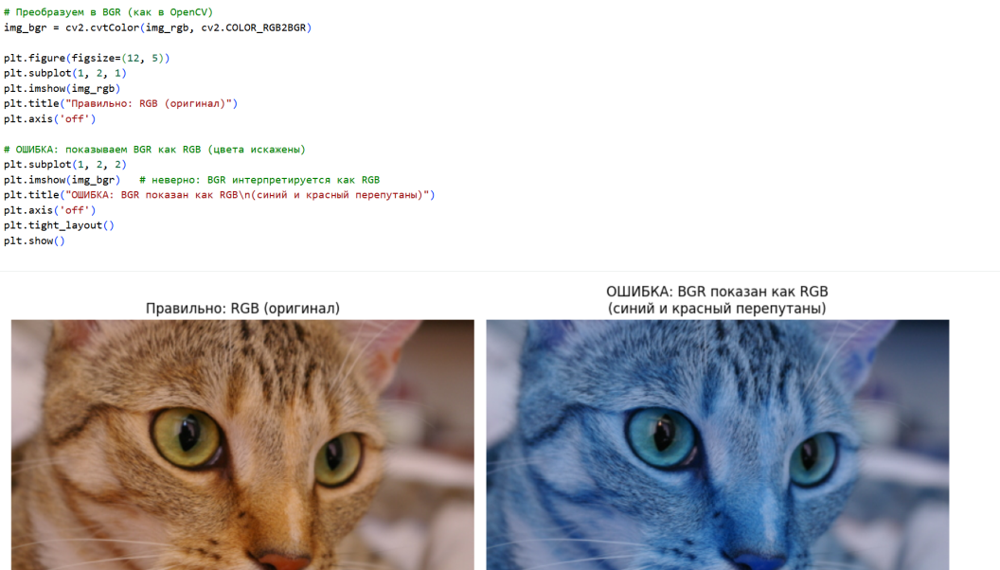 # Преобразуем в BGR (как в OpenCV)
img_bgr = cv2.cvtColor(img_rgb, cv2.COLOR_RGB2BGR)
plt.figure(figsize=(12, 5))
plt.subplot(1, 2, 1)
plt.imshow(img_rgb)
plt.title("Правильно: RGB (оригинал)")
plt.axis('off')
# ОШИБКА: показываем BGR как RGB (цвета искажены)
plt.subplot(1, 2, 2)
plt.imshow(img_bgr)   # неверно: BGR интерпретируется как RGB
plt.title("ОШИБКА: BGR показан как RGB\n(синий и красный перепутаны)")
plt.axis('off')
plt.tight_layout()
plt.show()
Правильно: RGB (оригинал)
ОШИБКА: BGR показан как RGB
(синий и красный перепутаны)